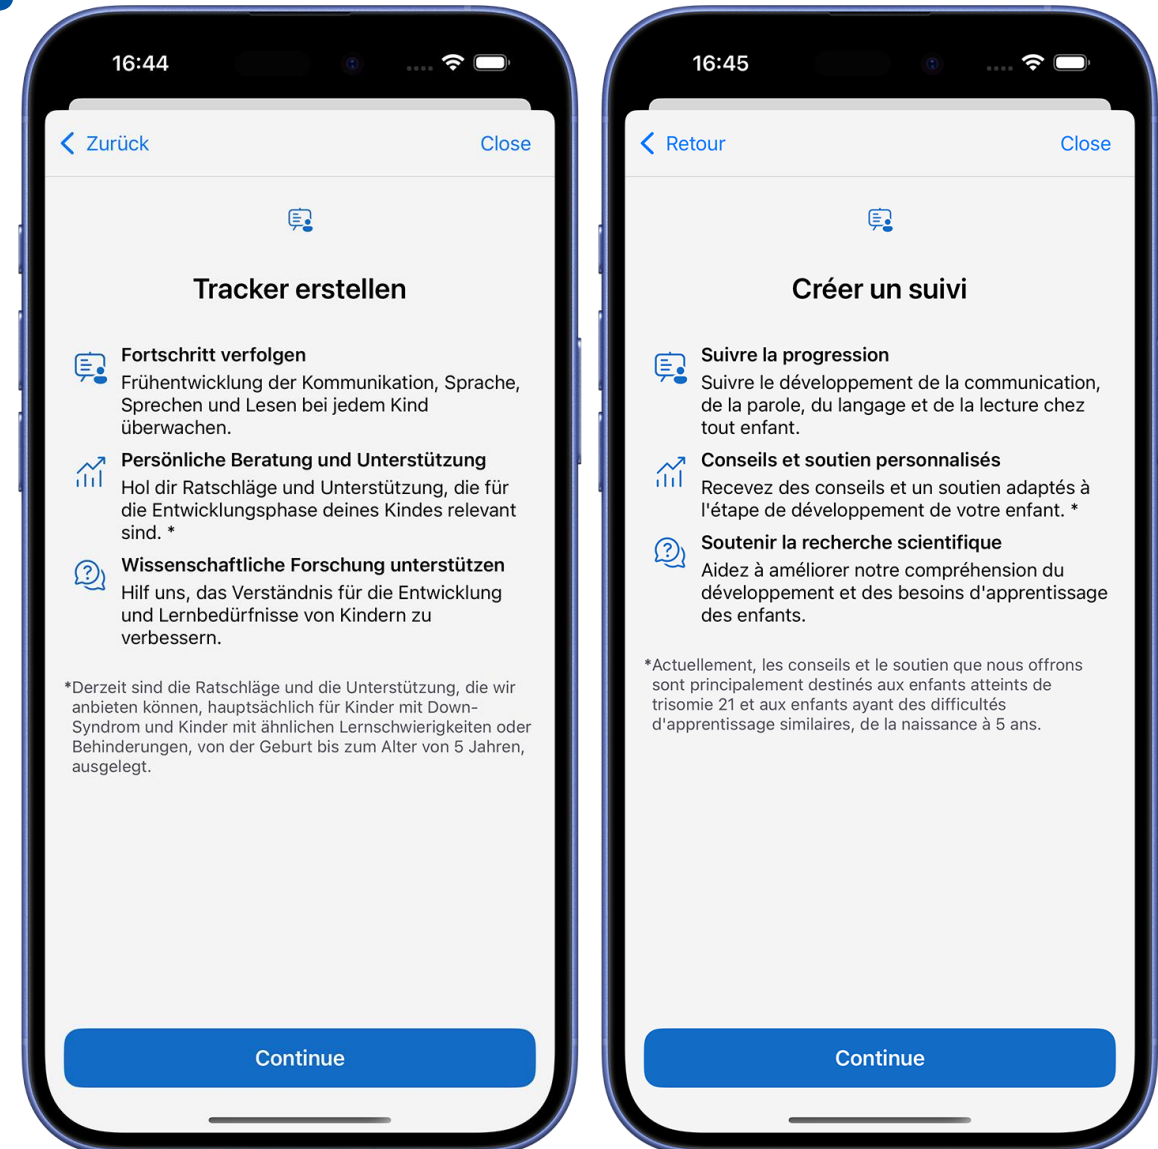 16:44
Zurück
Close
Tracker erstellen
Fortschritt verfolgen
Frühentwicklung der Kommunikation, Sprache,
Sprechen und Lesen bei jedem Kind
überwachen.
Persönliche Beratung und Unterstützung
Hol dir Ratschläge und Unterstützung, die für
die Entwicklungsphase deines Kindes relevant
sind. *
Wissenschaftliche Forschung unterstützen
Hilf uns, das Verständnis für die Entwicklung
und Lernbedürfnisse von Kindern zu
verbessern.
*Derzeit sind die Ratschläge und die Unterstützung, die wir
anbieten können, hauptsächlich für Kinder mit Down-
Syndrom und Kinder mit ähnlichen Lernschwierigkeiten oder
Behinderungen, von der Geburt bis zum Alter von 5 Jahren,
ausgelegt.
Continue
16:45
Retour
Close
Créer un suivi
Suivre la progression
Suivre le développement de la communication,
de la parole, du langage et de la lecture chez
tout enfant.
Conseils et soutien personnalisés
Recevez des conseils et un soutien adaptés à
l'étape de développement de votre enfant. *
Soutenir la recherche scientifique
Aidez à améliorer notre compréhension du
développement et des besoins d'apprentissage
des enfants.
*Actuellement, les conseils et le soutien que nous offrons
sont principalement destinés aux enfants atteints de
trisomie 21 et aux enfants ayant des difficultés
d'apprentissage similaires, de la naissance à 5 ans.
Continue